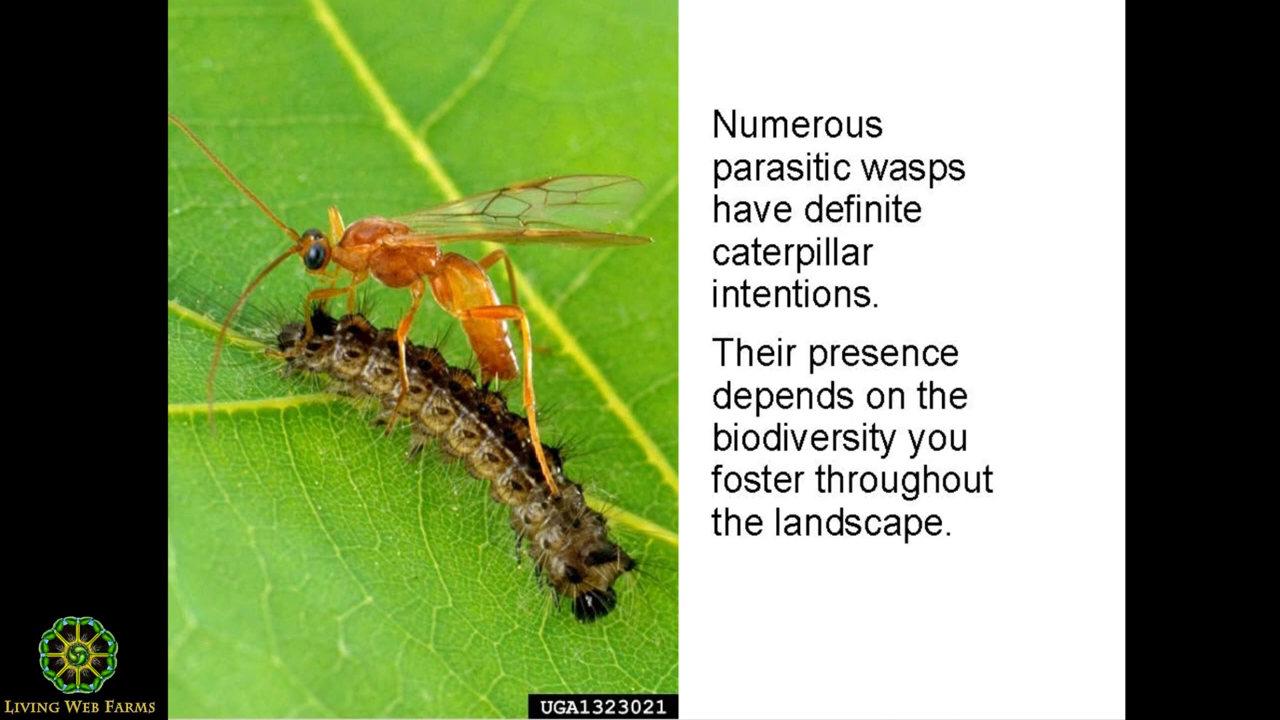 Numerous
parasitic wasps
have definite
caterpillar
intentions.
Their presence
depends on the
biodiversity you
foster throughout
the landscape.
UGA1323021
LIVING WEB FARMS